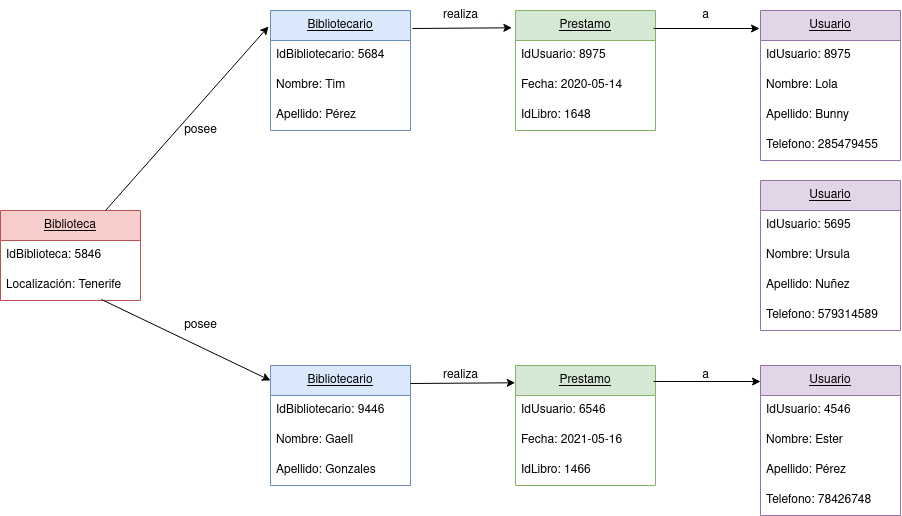 Bibliotecario
IdBibliotecario: 5684
Nombre: Tim
Apellido: Pérez
realiza
Prestamo
IdUsuario: 8975
Fecha: 2020-05-14
IdLibro: 1648
a
Usuario
IdUsuario: 8975
Nombre: Lola
Apellido: Bunny
Telefono: 285479455
posee
Usuario
IdUsuario: 5695
Nombre: Ursula
Apellido: Nuñez
Telefono: 579314589
Biblioteca
IdBiblioteca: 5846
Localización: Tenerife
posee
Bibliotecario
IdBibliotecario: 9446
Nombre: Gaell
Apellido: Gonzales
realiza
Prestamo
IdUsuario: 6546
Fecha: 2021-05-16
IdLibro: 1466
a
Usuario
IdUsuario: 4546
Nombre: Ester
Apellido: Pérez
Telefono: 78426748